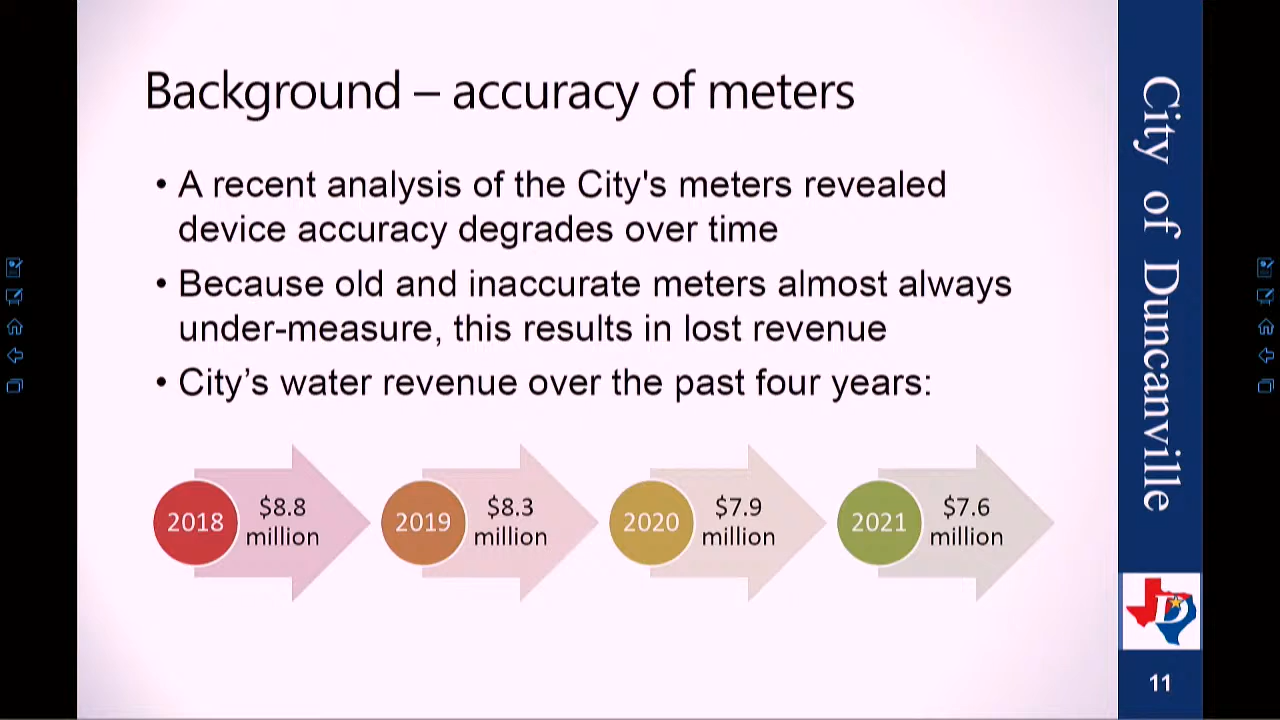 Background – accuracy of meters
• A recent analysis of the City's meters revealed
device accuracy degrades over time
• Because old and inaccurate meters almost always
under-measure, this results in lost revenue
• City’s water revenue over the past four years:
2018
$8.8
million
2019
$8.3
million
2020
$7.9
million
2021
$7.6
million
City of Duncanville
D
11